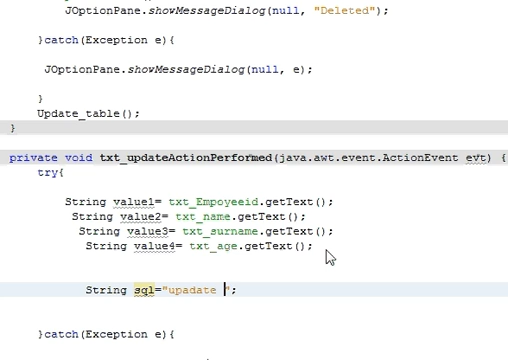 JOptionPane.showMessageDialog(null, "Deleted");
}catch(Exception e){
JOptionPane.showMessageDialog(null, e);
}
Update_table();
}
private void txt_updateActionPerformed(java.awt.event.ActionEvent evt) {
try{
String value1= txt_Empoyeeid.getText();
String value2= txt_name.getText();
String value3= txt_surname.getText();
String value4= txt_age.getText();
String sql="upadate ";
}catch(Exception e){